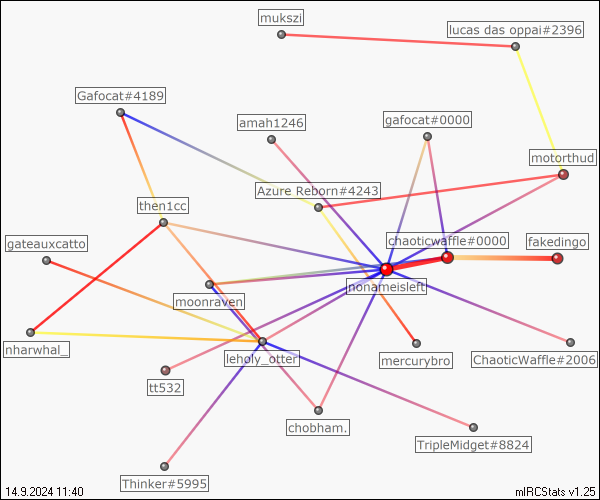 mukszi
lucas das oppai#2396
Gafocat#4189
amah1246
gafocat#0000
motorthud
Azure Reborn#4243
then1cc
gateauxcatto
chaoticwaffle#0000
fakedingo
nonameisleft
moonraven
nharwhal_
leholy_otter
mercurybro
ChaoticWaffle#2006
tt532
chobham.
TripleMidget#8824
Thinker#5995
14.9.2024 11:40
mIRCStats v1.25